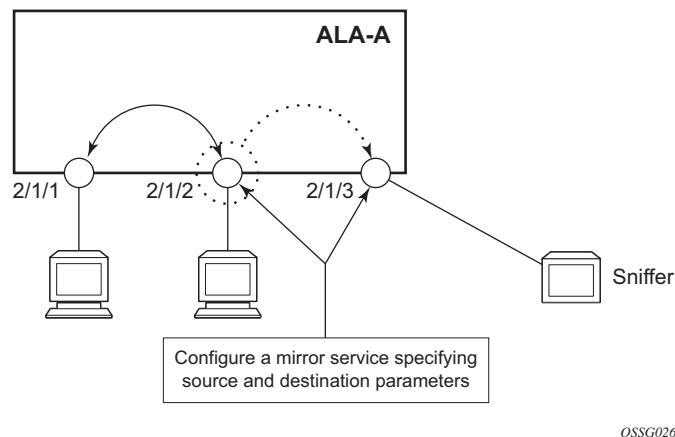 ALA-A
2/1/1
2/1/2
2/1/3
Sniffer
Configure a mirror service specifying
source and destination parameters
OSSG026